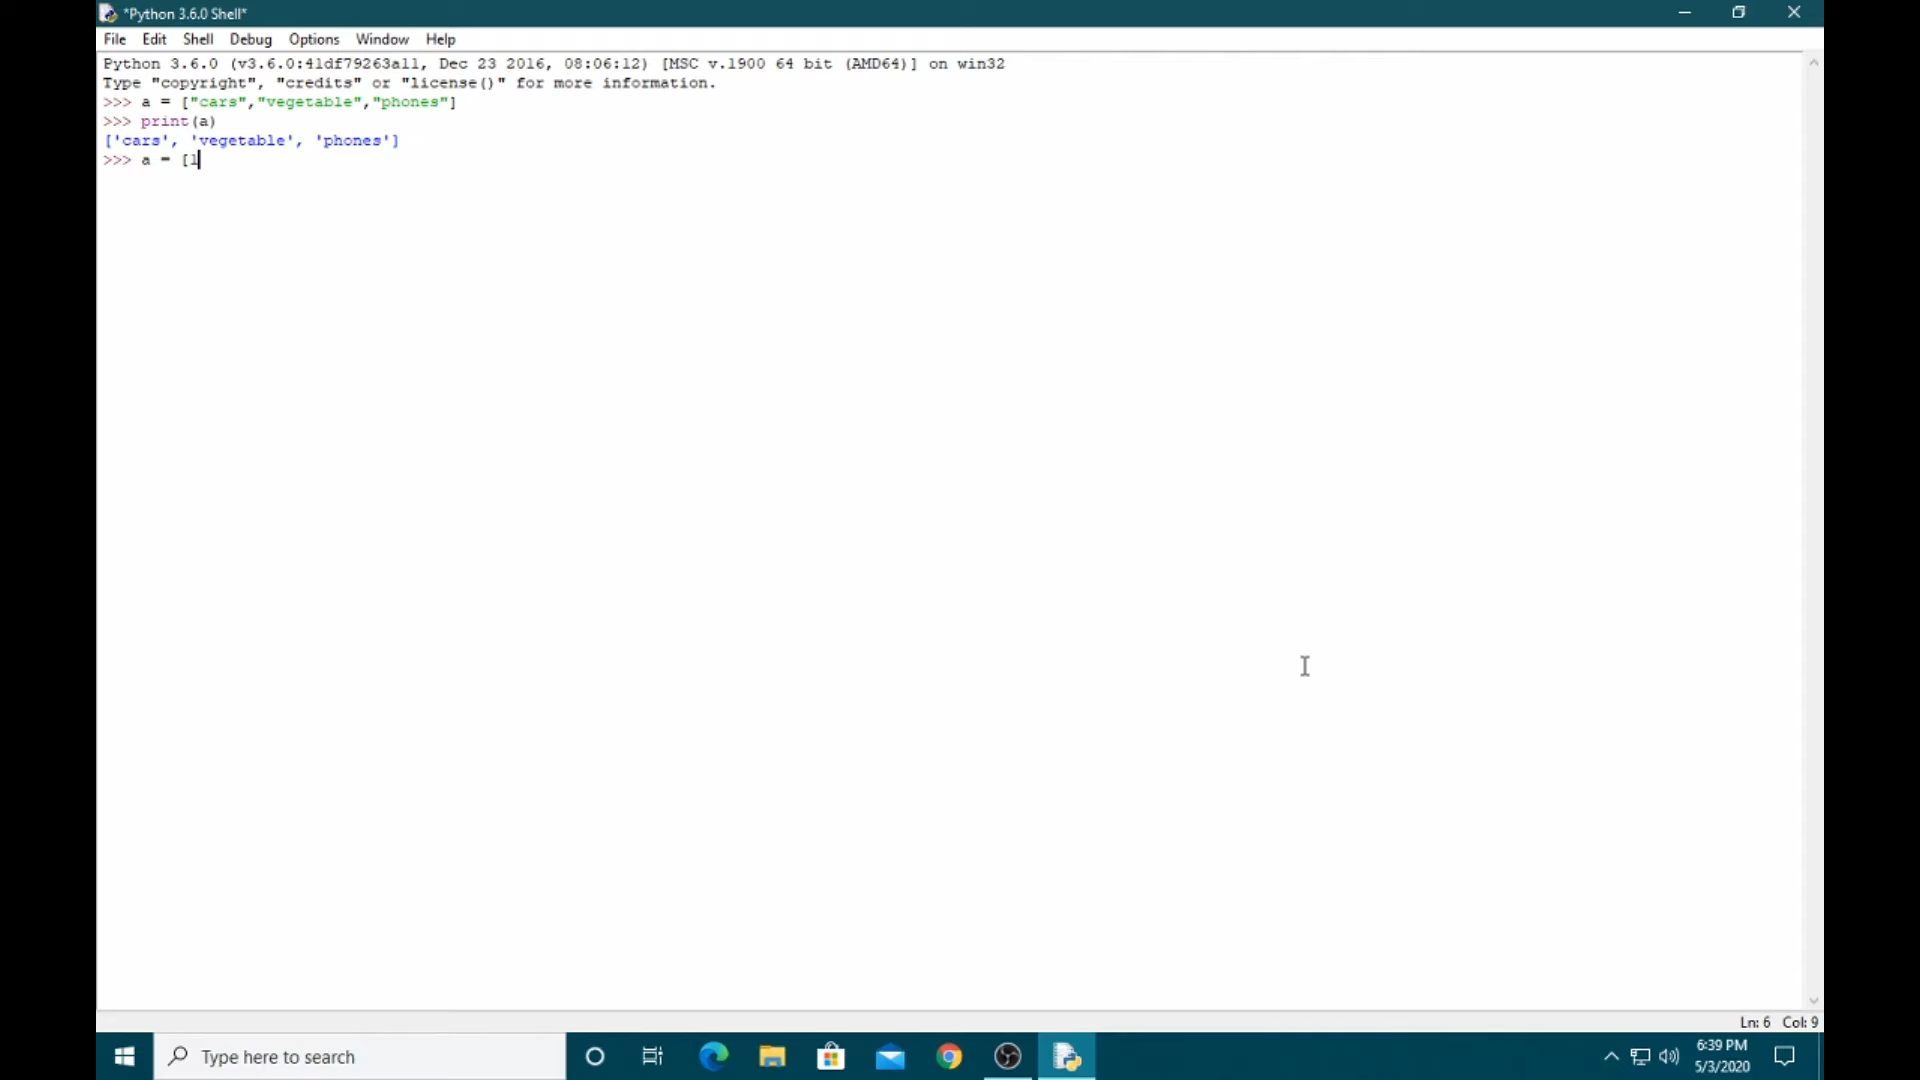 *Python 3.6.0 Shell*
File Edit Shell Debug Options Window Help
Python 3.6.0 (v3.6.0:41df79263a11, Dec 23 2016, 08:06:12) [MSC v.1900 64 bit (AMD64)] on win32
Type "copyright", "credits" or "license()" for more information.
>>> a = ["cars","vegetable","phones"]
>>> print(a)
['cars', 'vegetable', 'phones']
>>> a = [1
Ln: 6 Col: 9
Type here to search
6:39 PM
5/3/2020